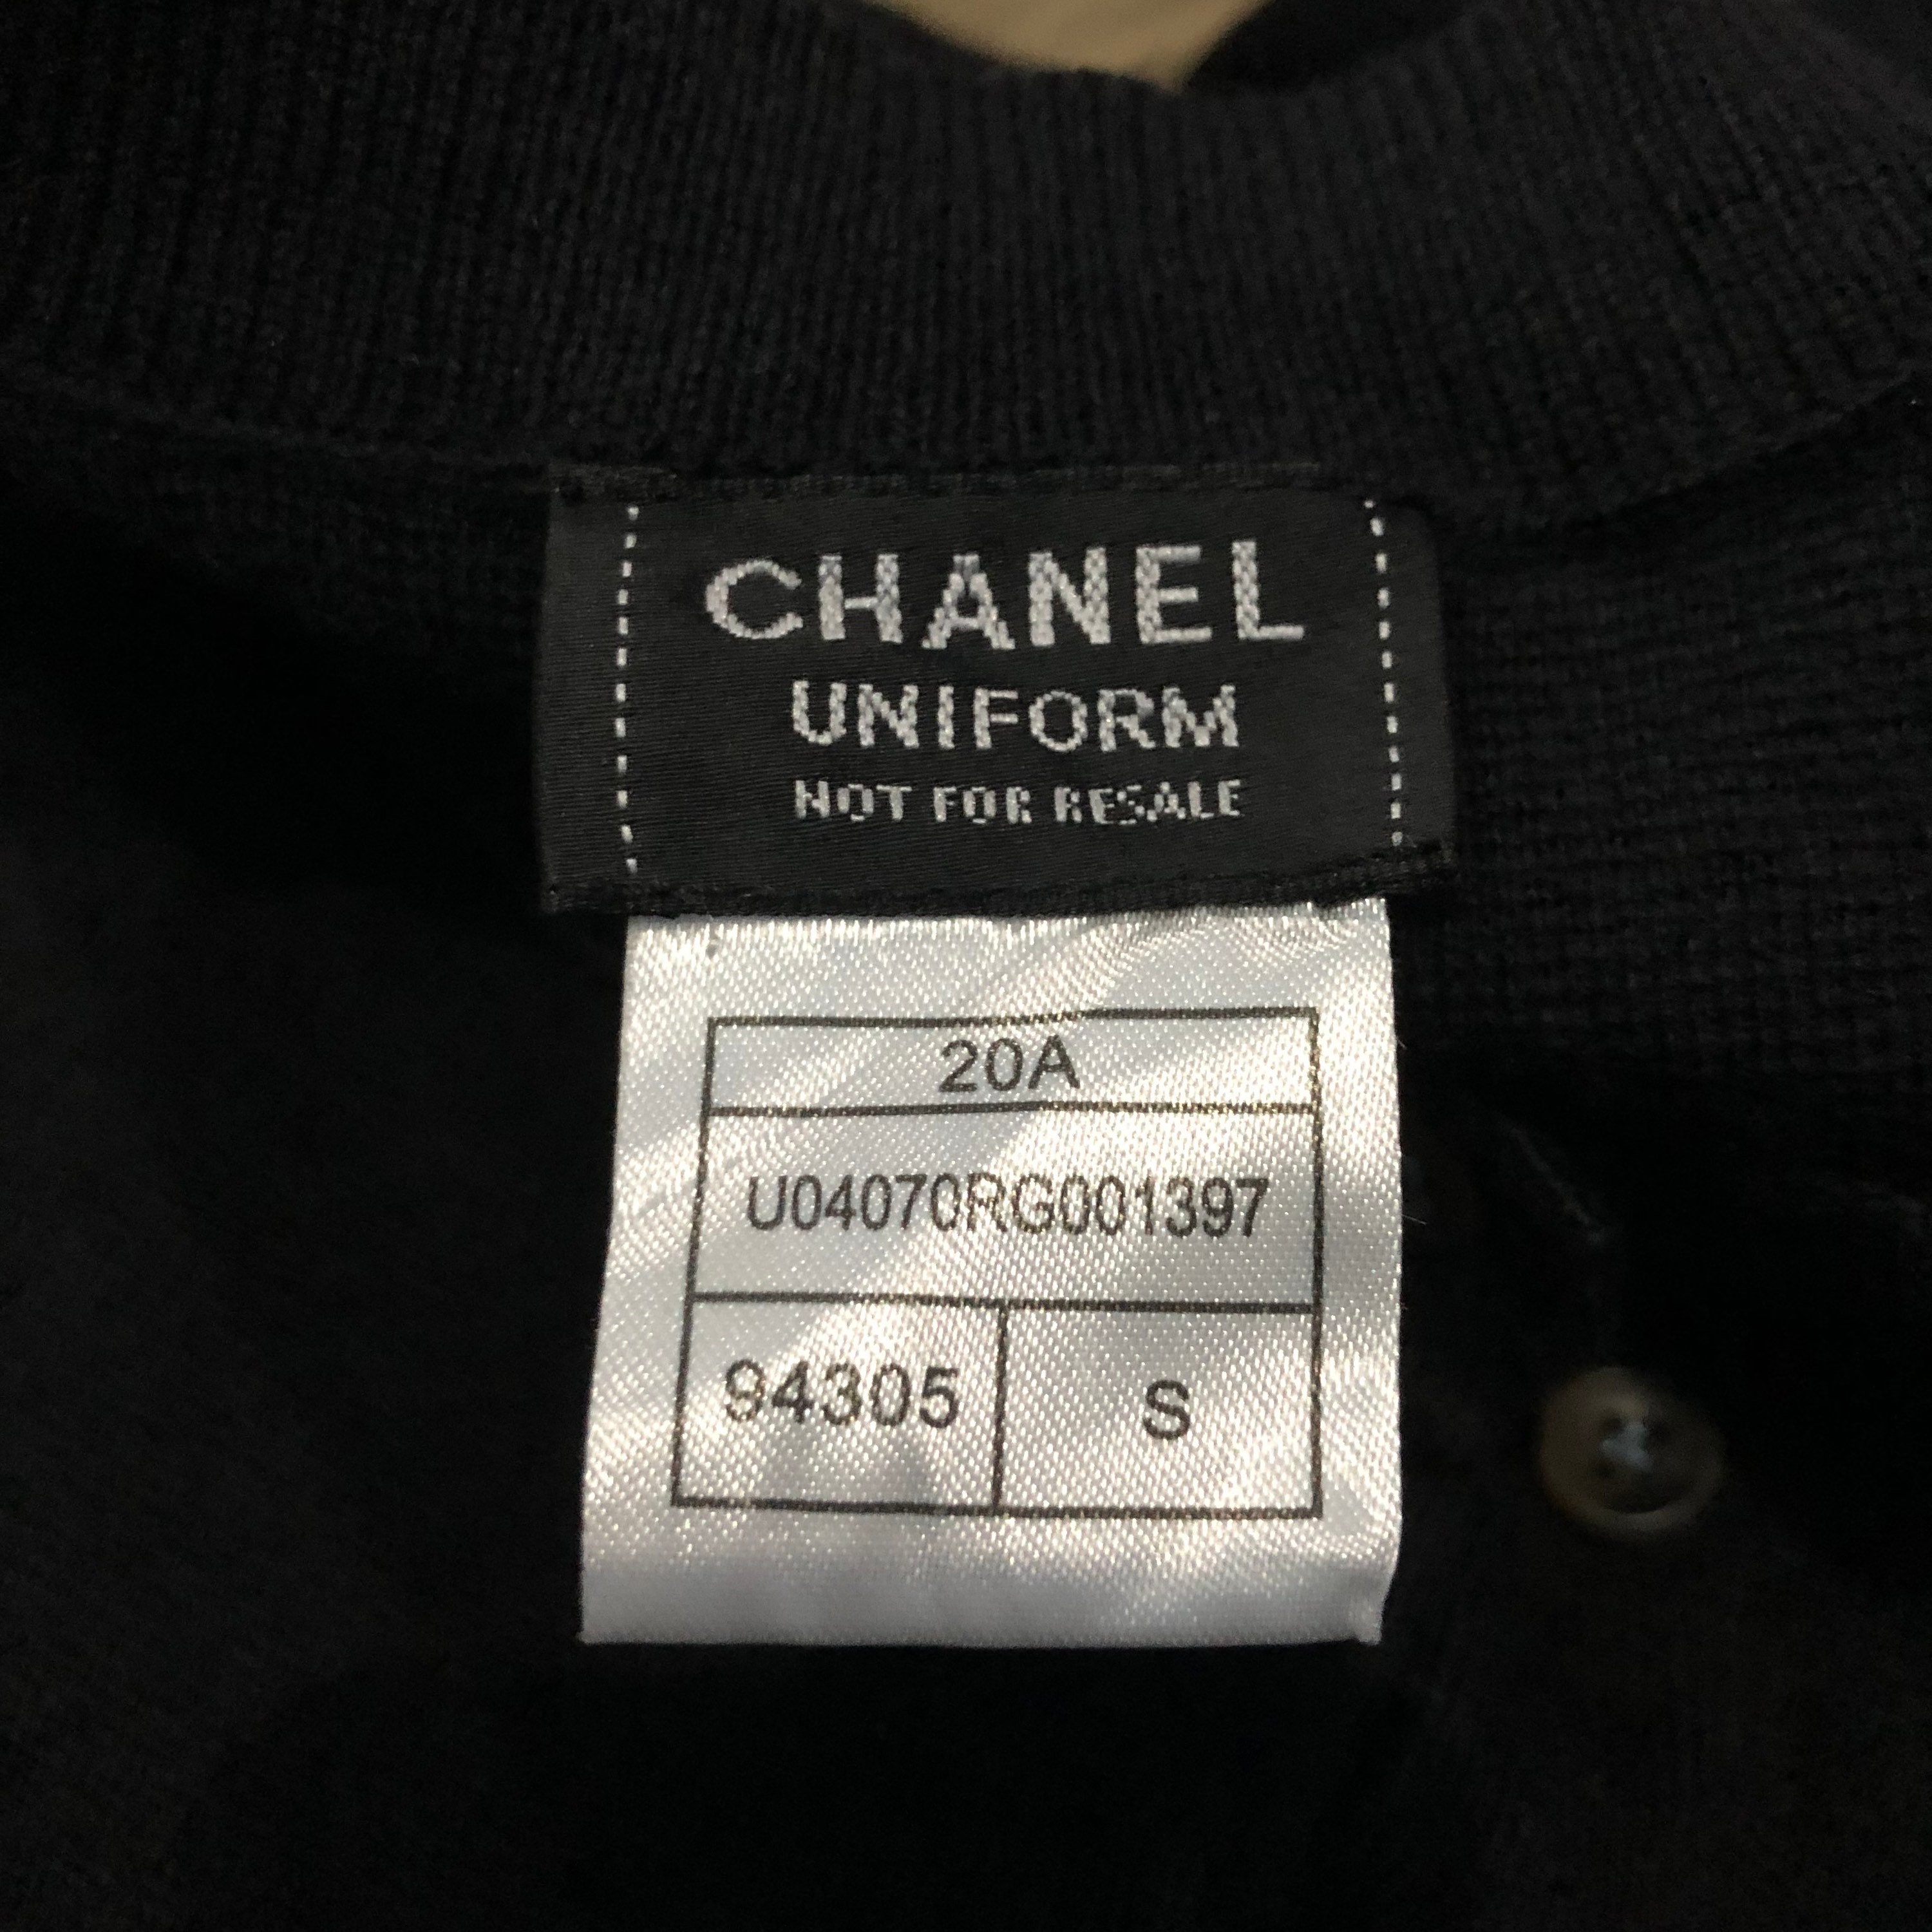 CHANEL
UNIFORM
NOT FOR RESALE
20A
U04070RG001397
94305 S